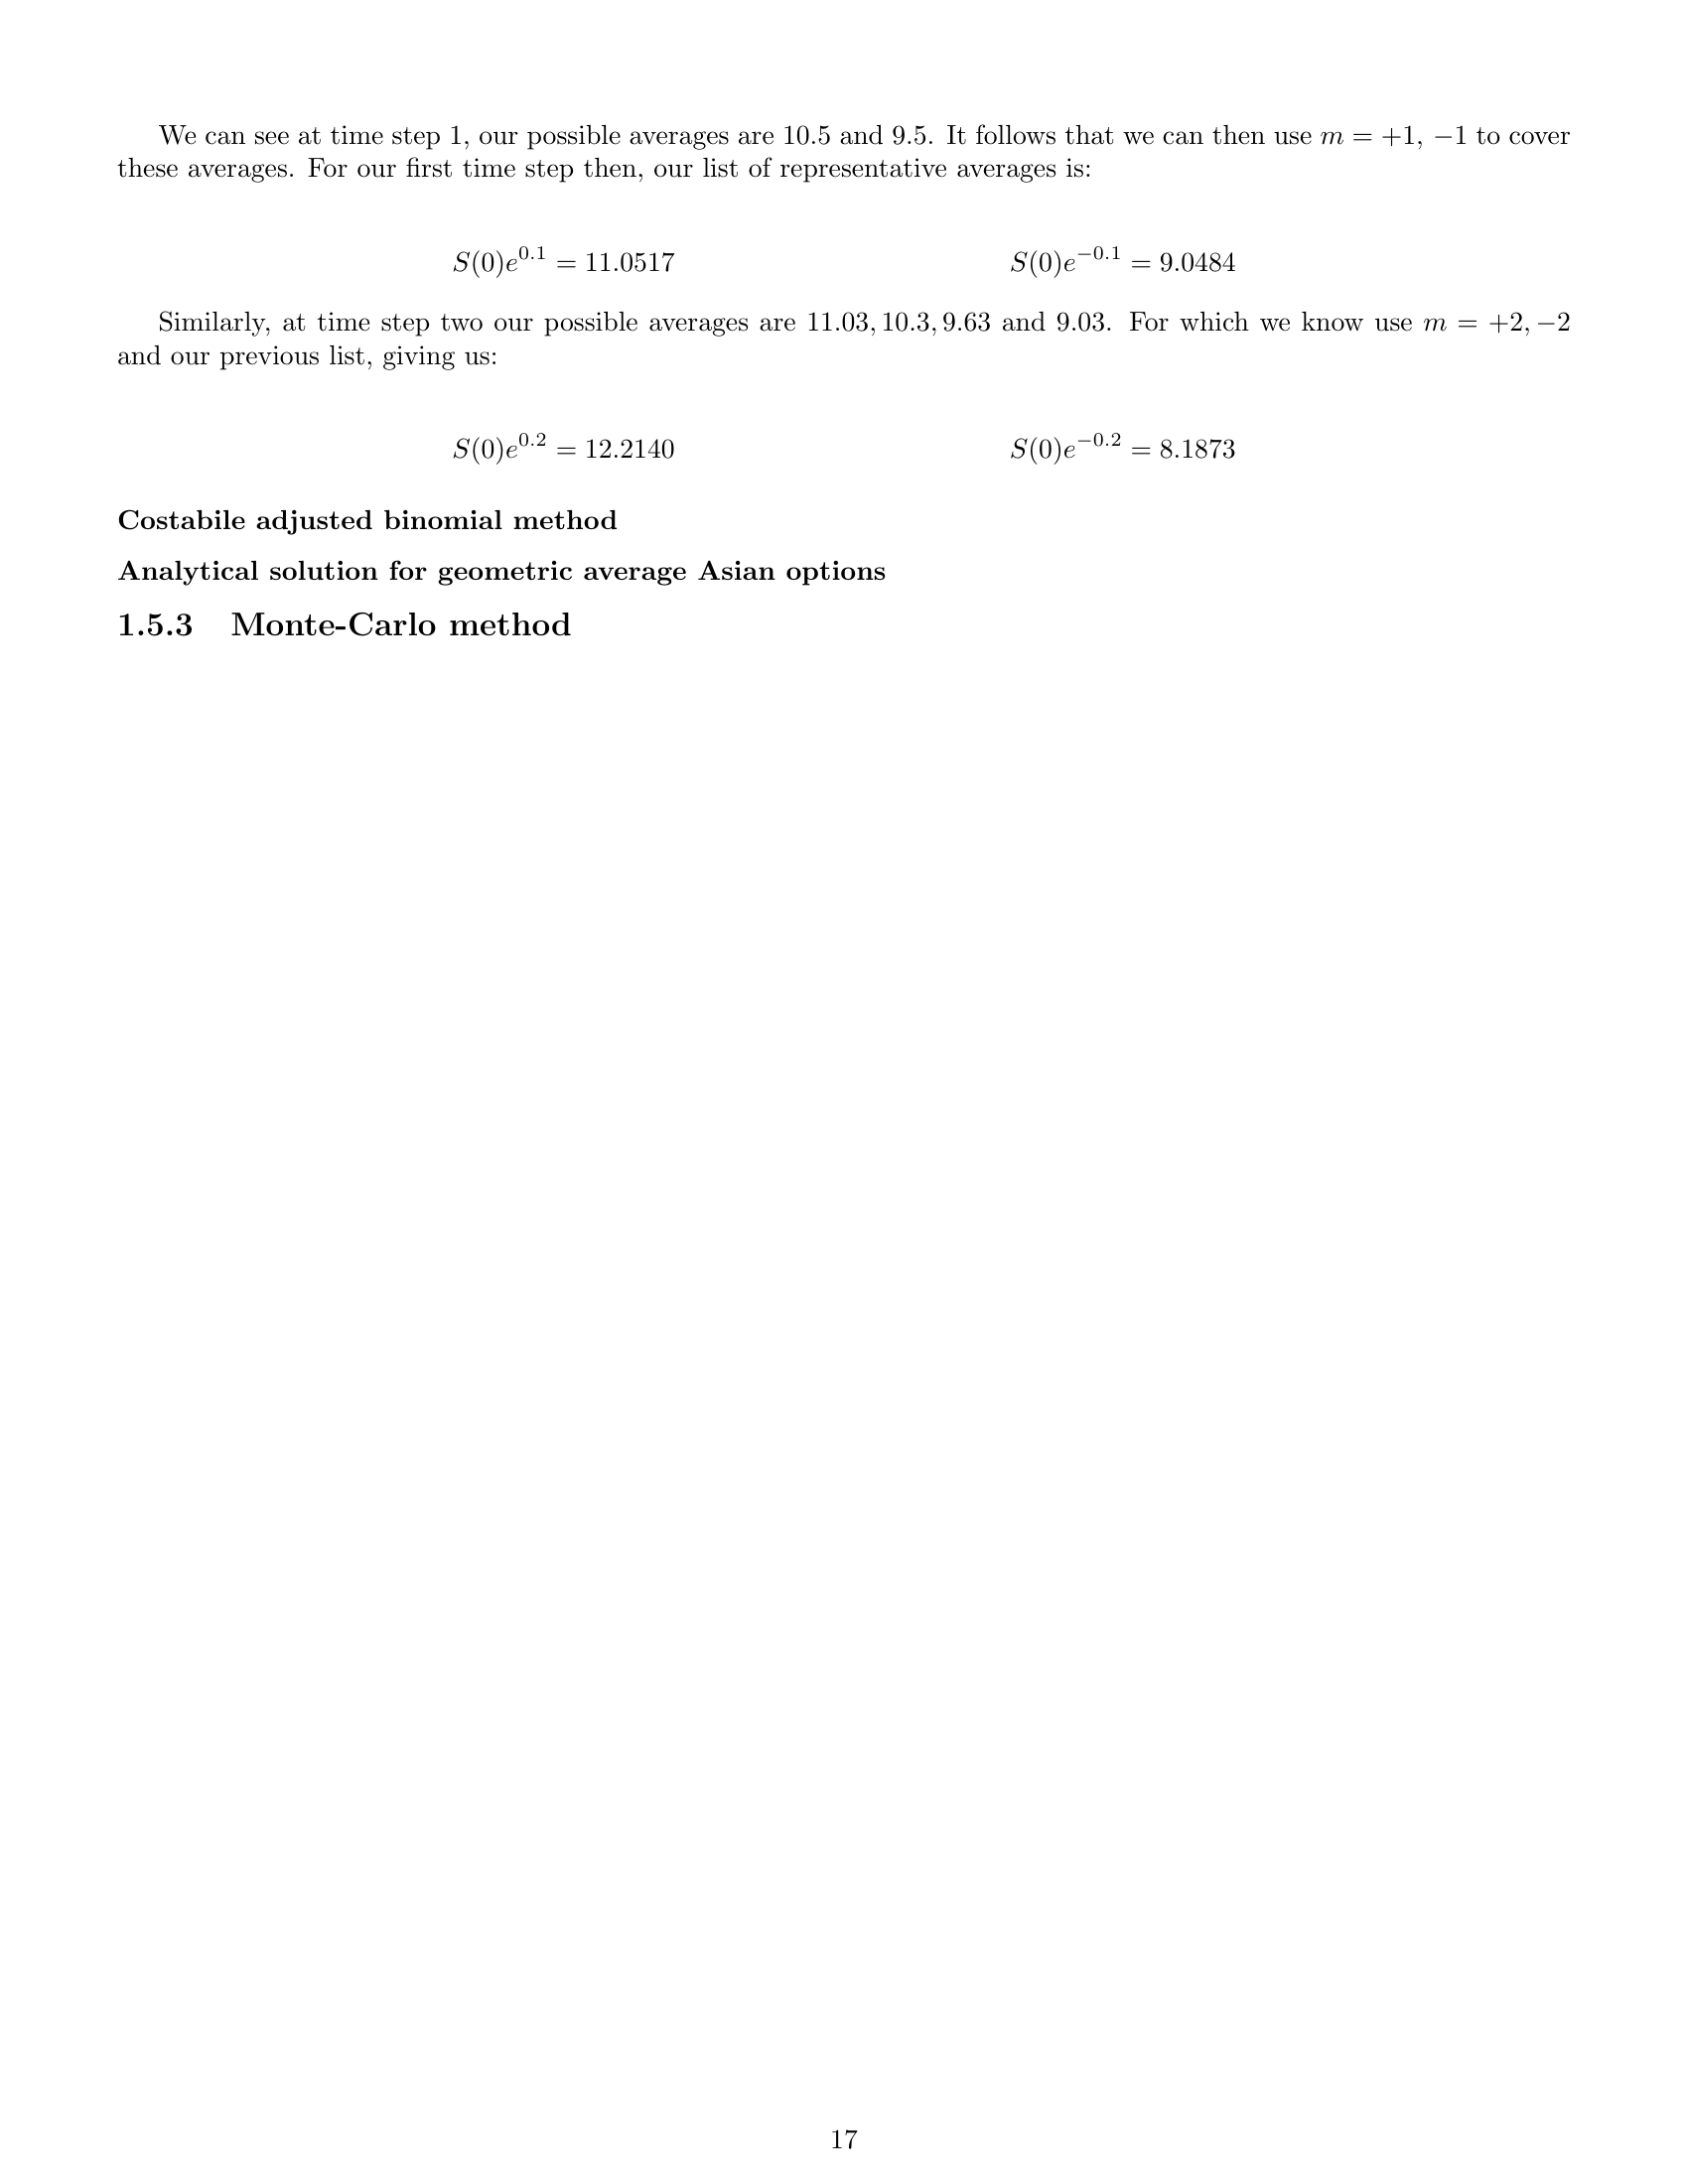 We can see at time step 1, our possible averages are 10.5 and 9.5. It follows that we can then use m = +1, −1 to cover
these averages. For our first time step then, our list of representative averages is:
S(0)e^{0.1} = 11.0517 S(0)e^{−0.1} = 9.0484
Similarly, at time step two our possible averages are 11.03, 10.3, 9.63 and 9.03. For which we know use m = +2, −2
and our previous list, giving us:
S(0)e^{0.2} = 12.2140 S(0)e^{−0.2} = 8.1873
Costabile adjusted binomial method
Analytical solution for geometric average Asian options
1.5.3 Monte-Carlo method
17